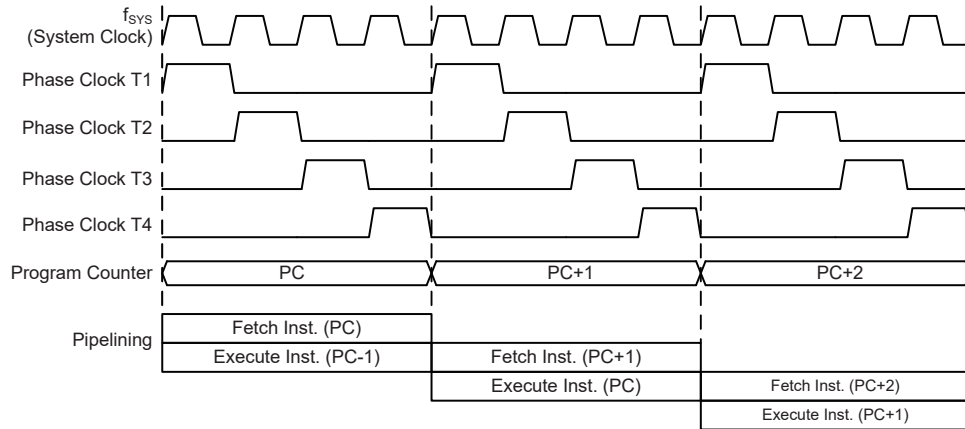 fSYS
(System Clock)
Phase Clock T1
Phase Clock T2
Phase Clock T3
Phase Clock T4
Program Counter PC PC+1 PC+2
Pipelining
Fetch Inst. (PC)
Execute Inst. (PC-1) Fetch Inst. (PC+1)
Execute Inst. (PC) Fetch Inst. (PC+2)
Execute Inst. (PC+1)